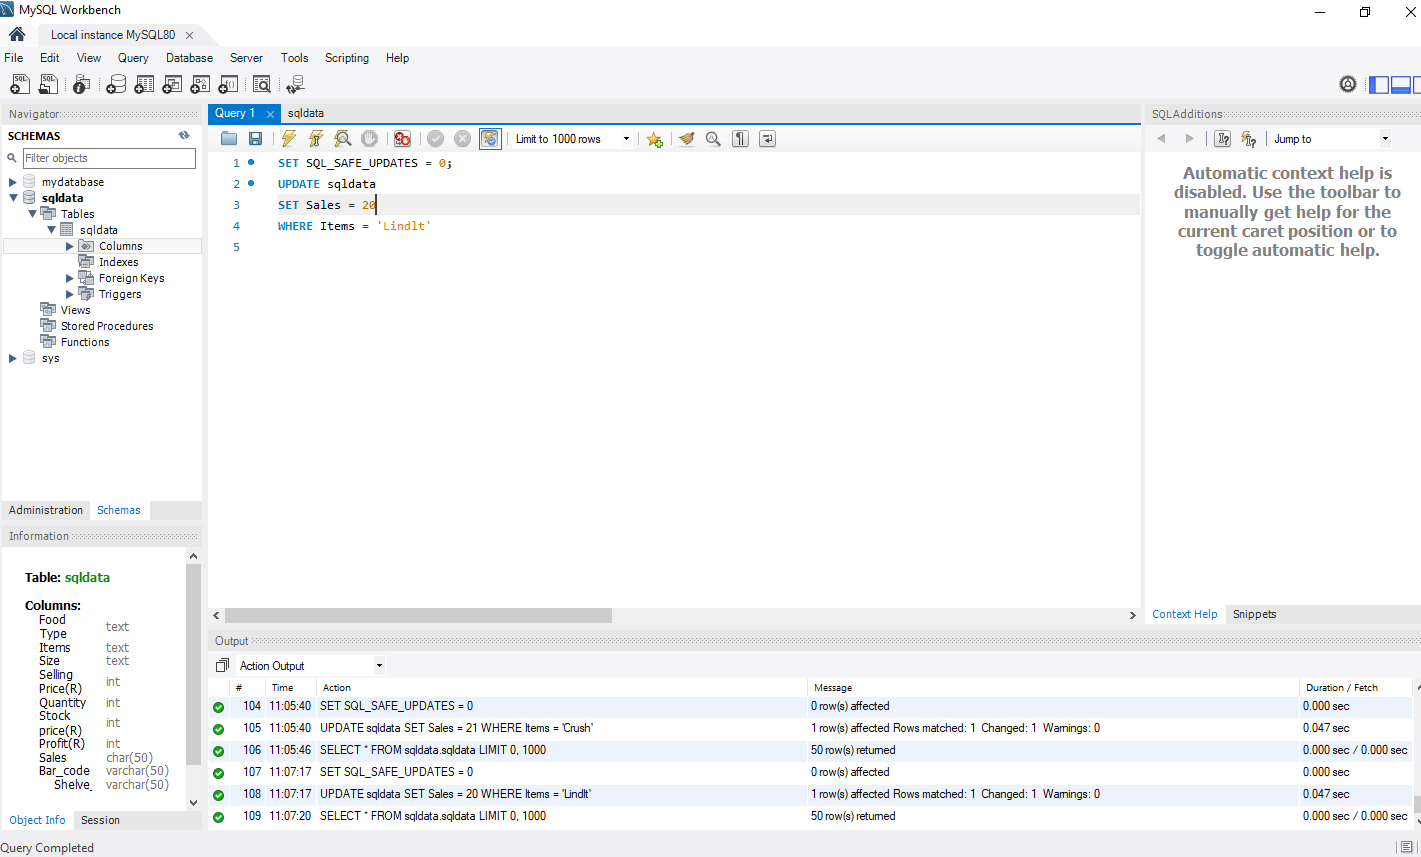 MySQL Workbench
Local instance MySQL80
File Edit View Query Database Server Tools Scripting Help
Navigator
SCHEMAS
Filter objects
mydatabase
sqldata
Tables
sqldata
Columns
Indexes
Foreign Keys
Triggers
Views
Stored Procedures
Functions
sys
Administration Schemas
Information
Table: sqldata
Columns:
Food
Type text
Items text
Size text
Selling
Price(R) int
Quantity int
Stock
price(R) int
Profit(R) int
Sales char(50)
Bar_code varchar(50)
Shelve_ varchar(50)
Object Info Session
Query Completed
Query 1 sqldata
Limit to 1000 rows
1 SET SQL_SAFE_UPDATES = 0;
2 UPDATE sqldata
3 SET Sales = 20
4 WHERE Items = 'Lindlt'
5
Output
Action Output
# Time Action Message Duration / Fetch
104 11:05:40 SET SQL_SAFE_UPDATES = 0 0 row(s) affected 0.000 sec
105 11:05:40 UPDATE sqldata SET Sales = 21 WHERE Items = 'Crush' 1 row(s) affected Rows matched: 1 Changed: 1 Warnings: 0 0.047 sec
106 11:05:46 SELECT * FROM sqldata.sqldata LIMIT 0, 1000 50 row(s) returned 0.000 sec / 0.000 sec
107 11:07:17 SET SQL_SAFE_UPDATES = 0 0 row(s) affected 0.000 sec
108 11:07:17 UPDATE sqldata SET Sales = 20 WHERE Items = 'Lindlt' 1 row(s) affected Rows matched: 1 Changed: 1 Warnings: 0 0.047 sec
109 11:07:20 SELECT * FROM sqldata.sqldata LIMIT 0, 1000 50 row(s) returned 0.000 sec / 0.000 sec
SQL Additions
Jump to
Automatic context help is
disabled. Use the toolbar to
manually get help for the
current caret position or to
toggle automatic help.
Context Help Snippets